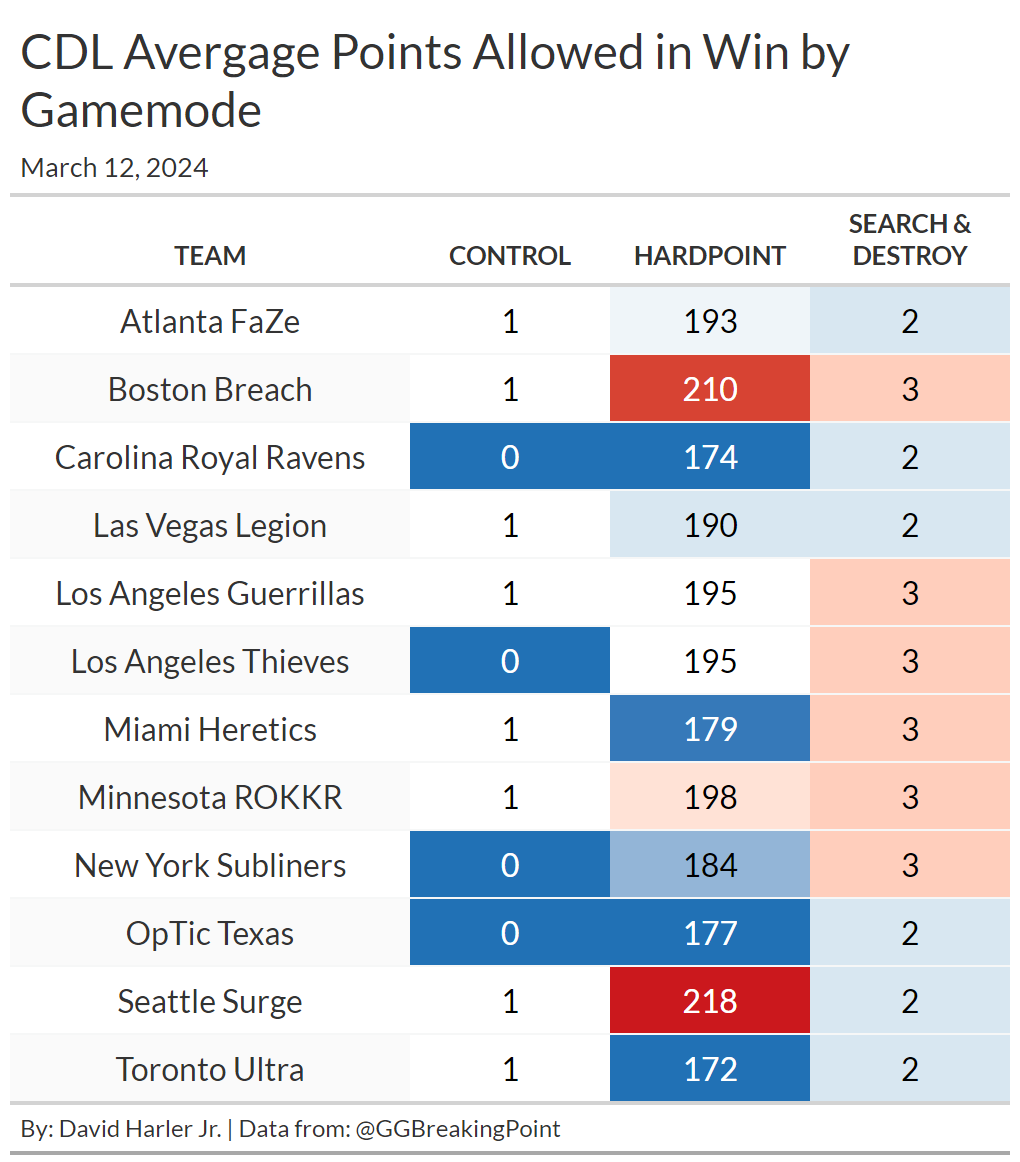 CDL Avergage Points Allowed in Win by
Gamemode
March 12, 2024
TEAM CONTROL HARDPOINT SEARCH & DESTROY
Atlanta FaZe 1 193 2
Boston Breach 1 210 3
Carolina Royal Ravens 0 174 2
Las Vegas Legion 1 190 2
Los Angeles Guerrillas 1 195 3
Los Angeles Thieves 0 195 3
Miami Heretics 1 179 3
Minnesota ROKKR 1 198 3
New York Subliners 0 184 3
OpTic Texas 0 177 2
Seattle Surge 1 218 2
Toronto Ultra 1 172 2
By: David Harler Jr. | Data from: @GGBreakingPoint